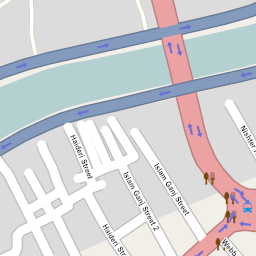 Haideri Street
Islam Ganj Street 2
Islam Ganj Street
Haideri St
Nishter
Webb